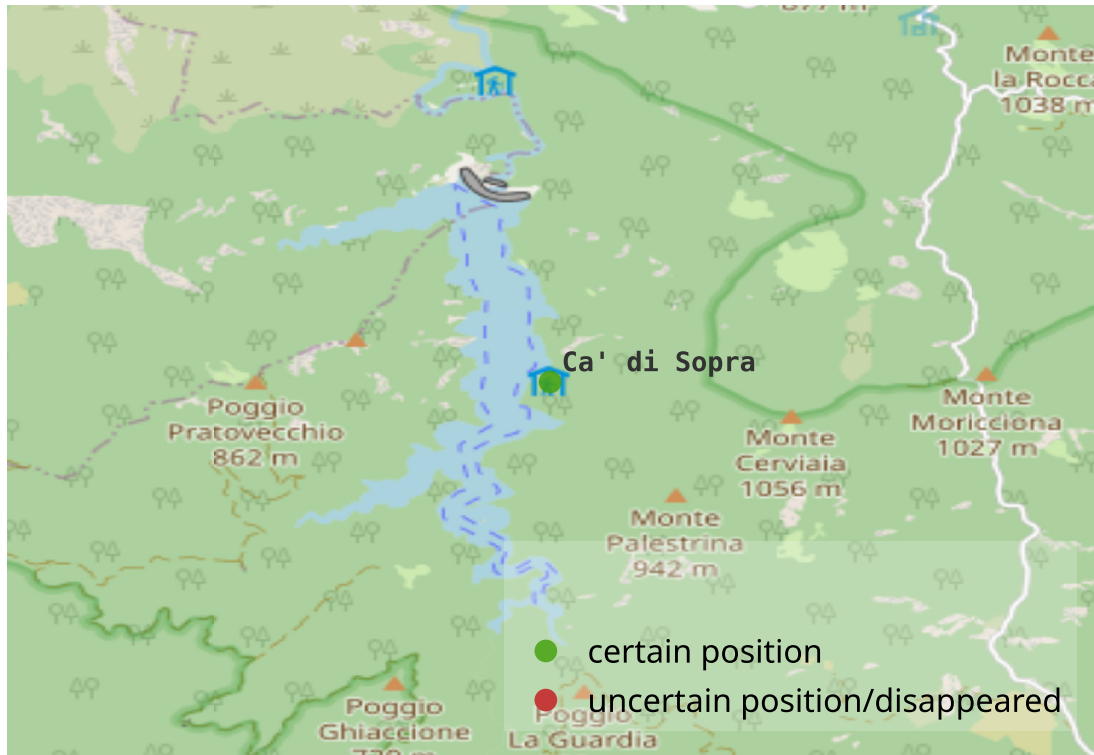 877 m
Monte
la Rocca
1038 m
Ca' di Sopra
Poggio
Pratovecchio
862 m
Monte
Moricciona
1027 m
Monte
Cerviaia
1056 m
Monte
Palestrina
942 m
certain position
uncertain position/disappeared
Poggio
Ghiaccione
Poggio
La Guardia